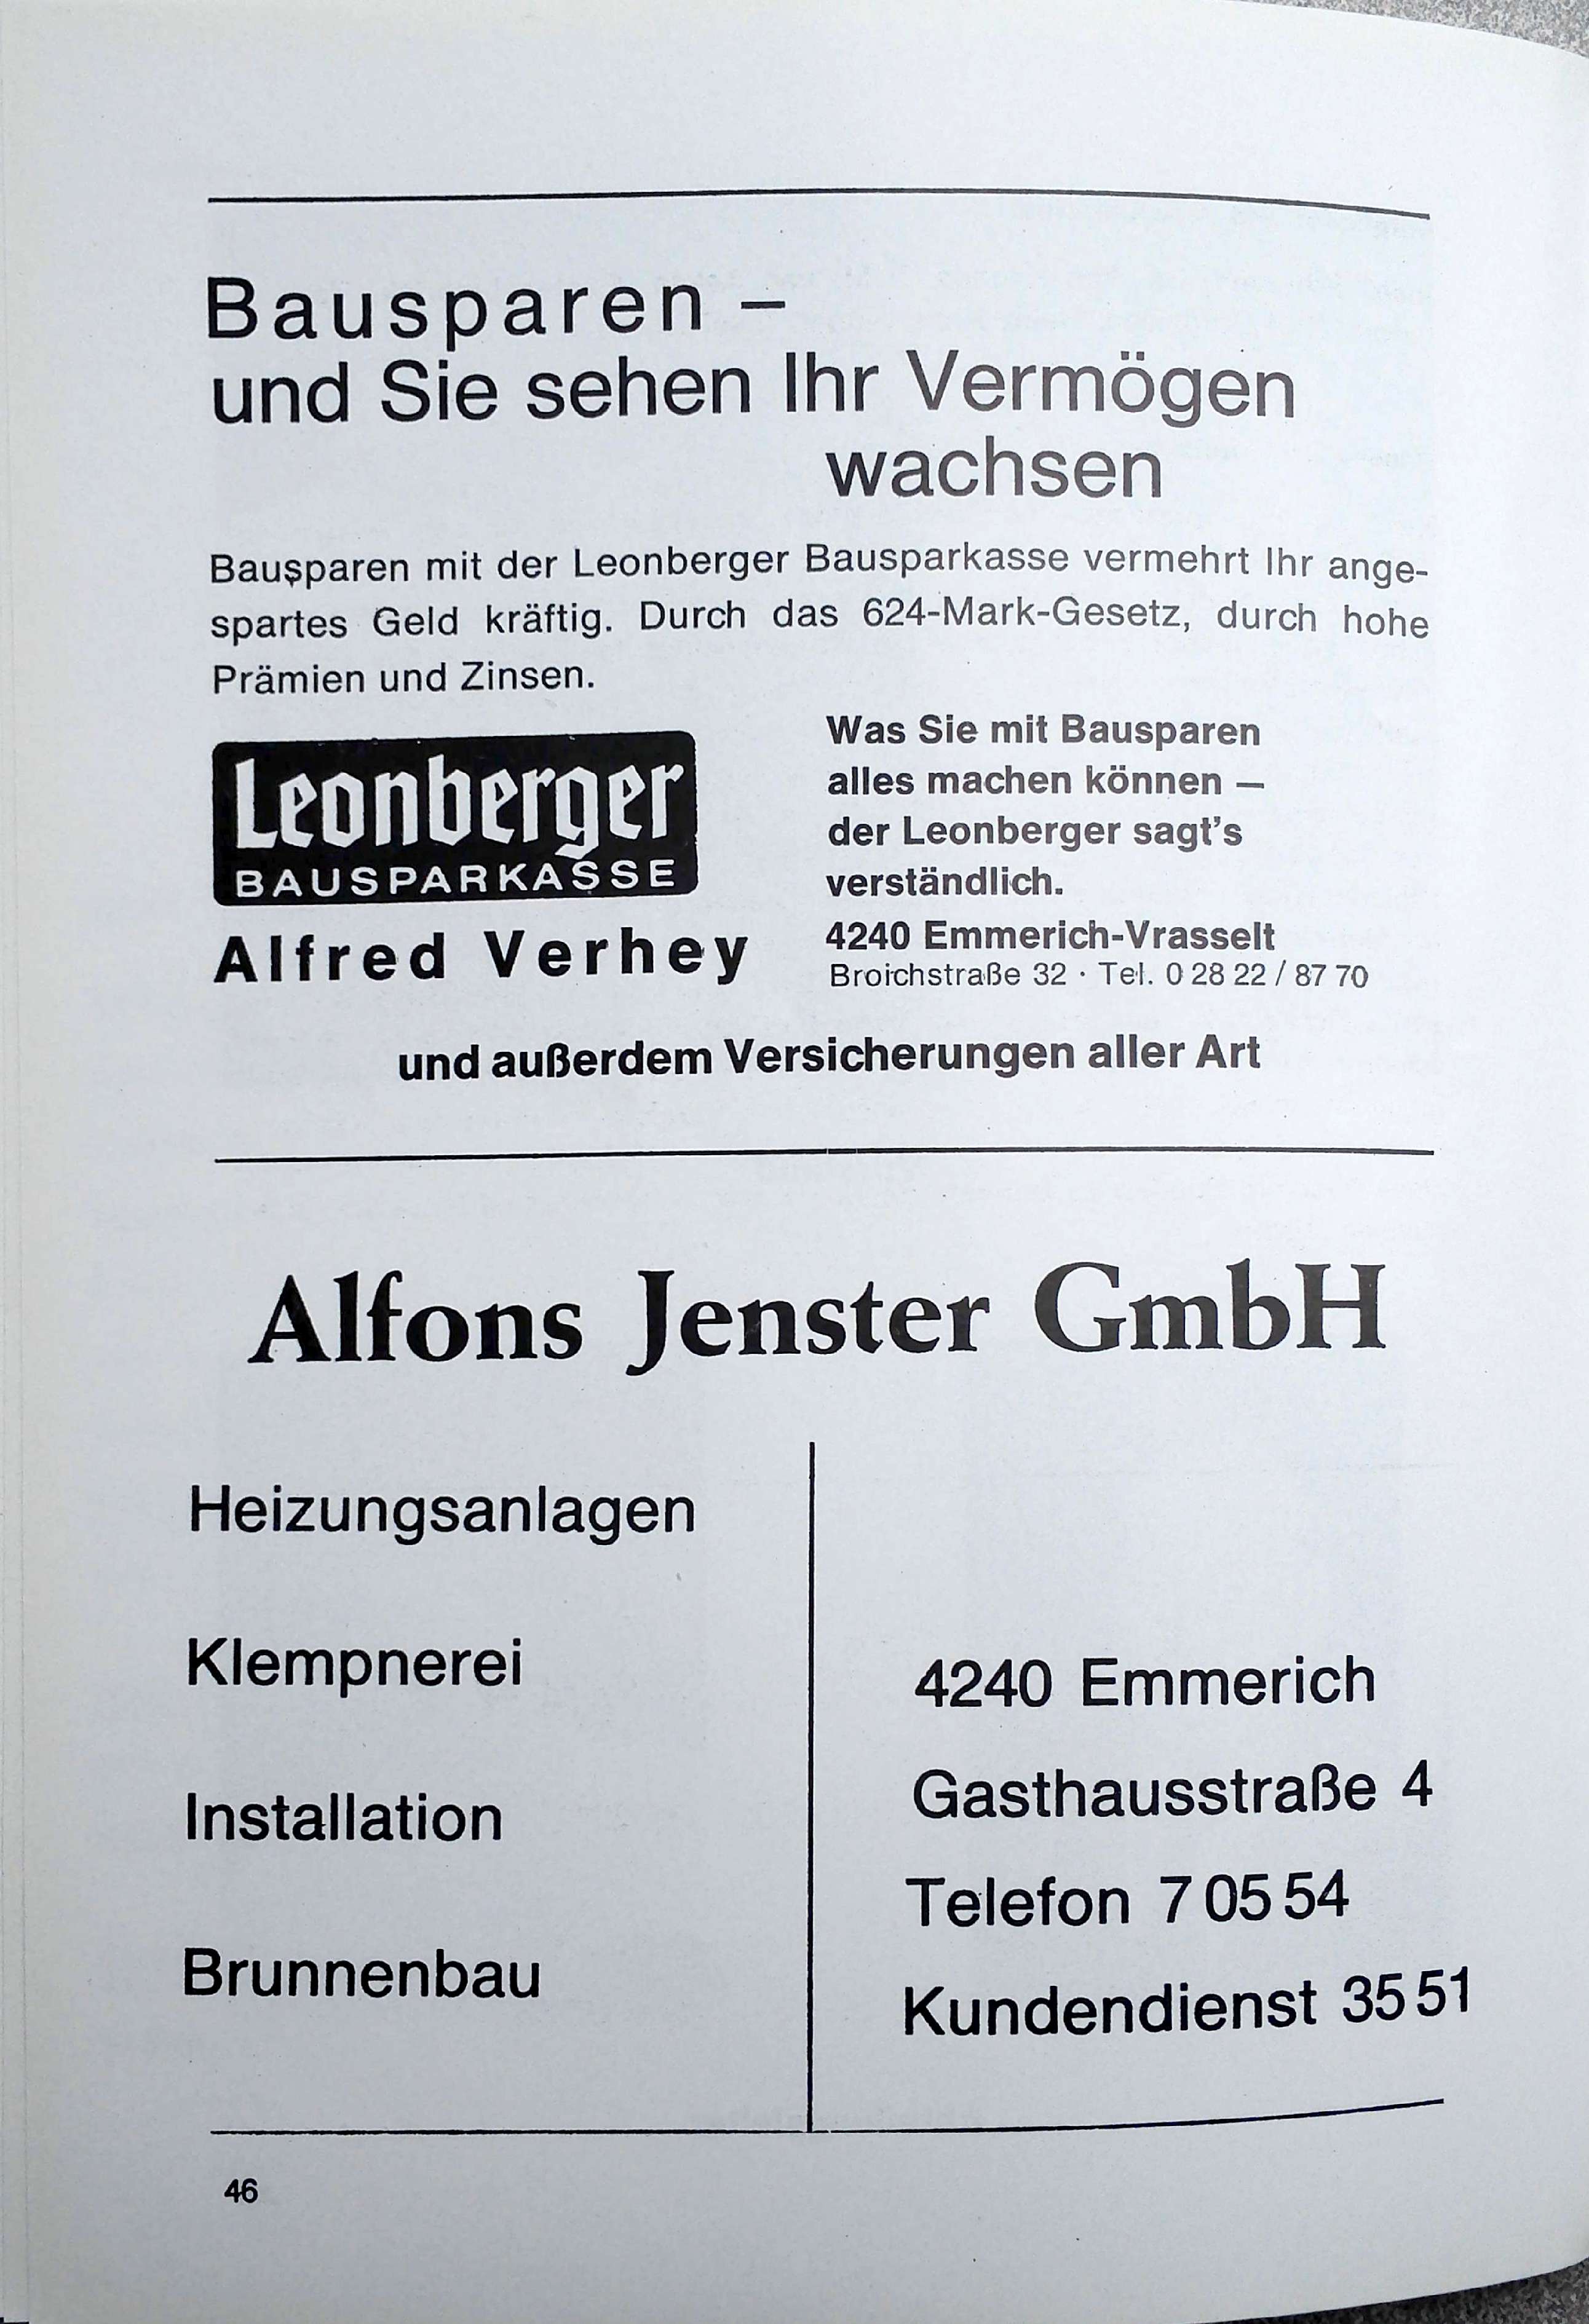 Bausparen –
und Sie sehen Ihr Vermögen
wachsen
Bausparen mit der Leonberger Bausparkasse vermehrt Ihr ange-
spartes Geld kräftig. Durch das 624-Mark-Gesetz, durch hohe
Prämien und Zinsen.
Leonberger
BAUSPARKASSE
Alfred Verhey
Was Sie mit Bausparen
alles machen können —
der Leonberger sagt's
verständlich.
4240 Emmerich-Vrasselt
Broichstraße 32 · Tel. 0 28 22 / 87 70
und außerdem Versicherungen aller Art
Alfons Jenster GmbH
Heizungsanlagen
Klempnerei
Installation
Brunnenbau
4240 Emmerich
Gasthausstraße 4
Telefon 7 05 54
Kundendienst 35 51
46